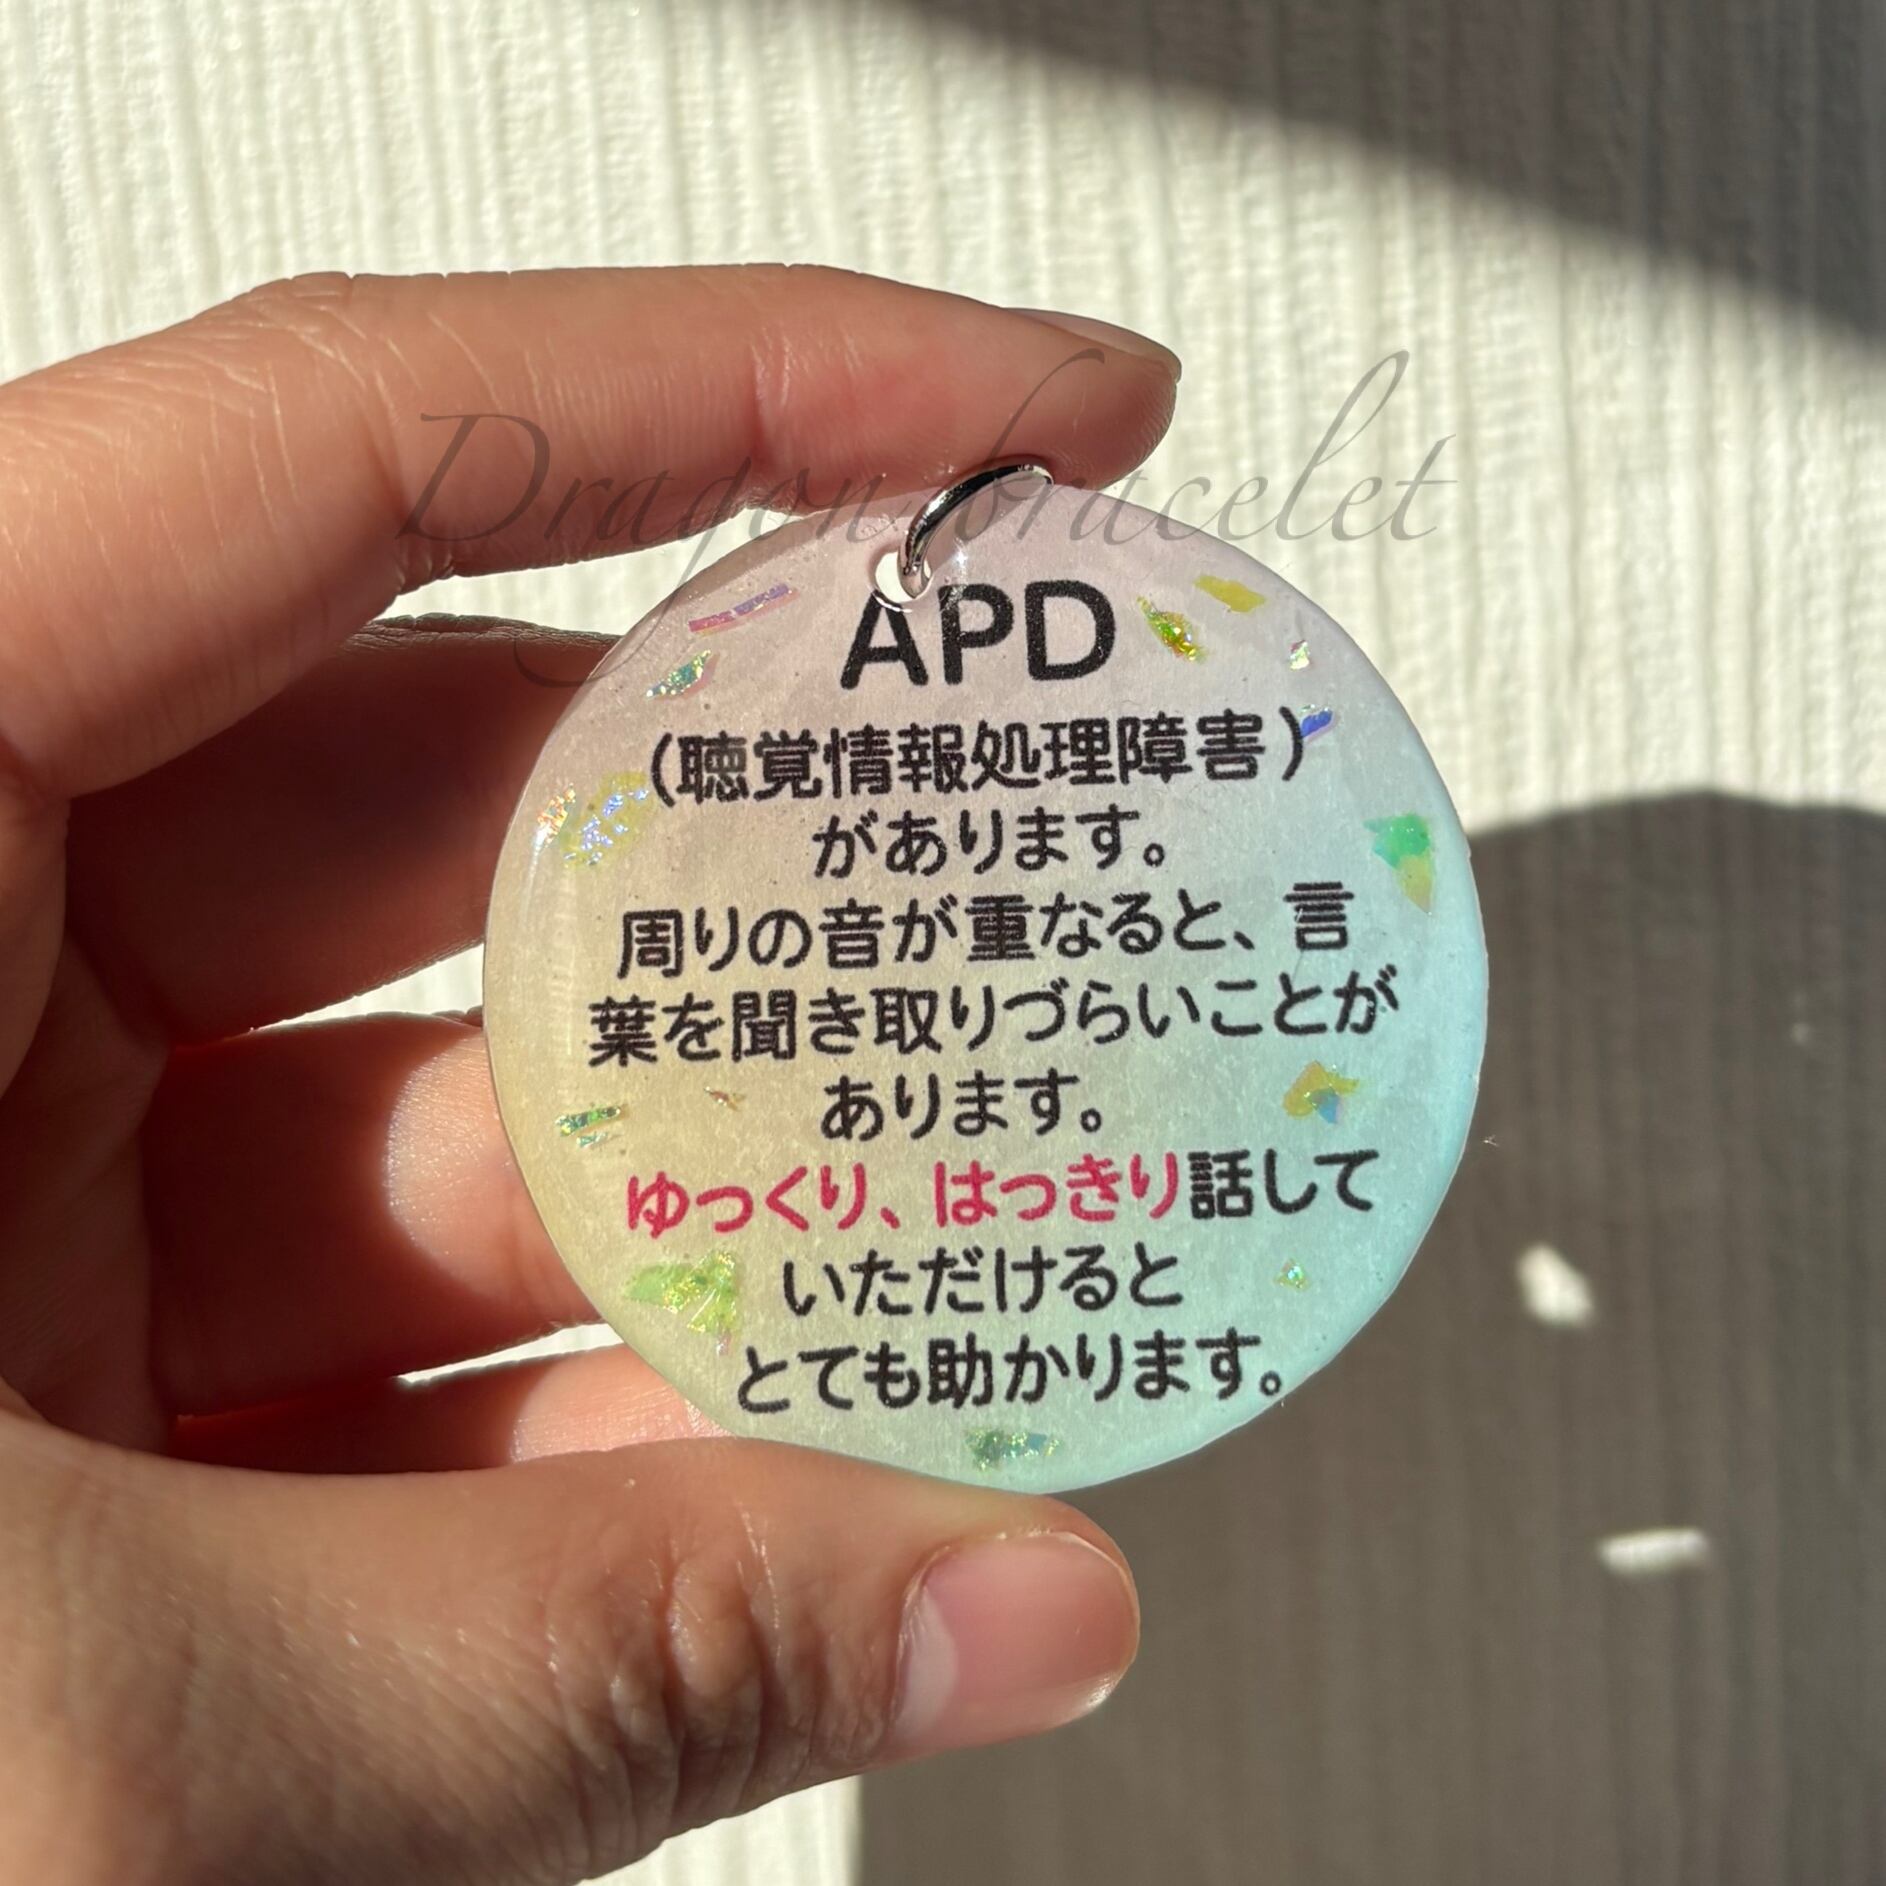 Dragon bracelet
APD
（聴覚情報処理障害）
があります。
周りの音が重なると、言
葉を聞き取りづらいことが
あります。
ゆっくり、はっきり話して
いただけると
とても助かります。